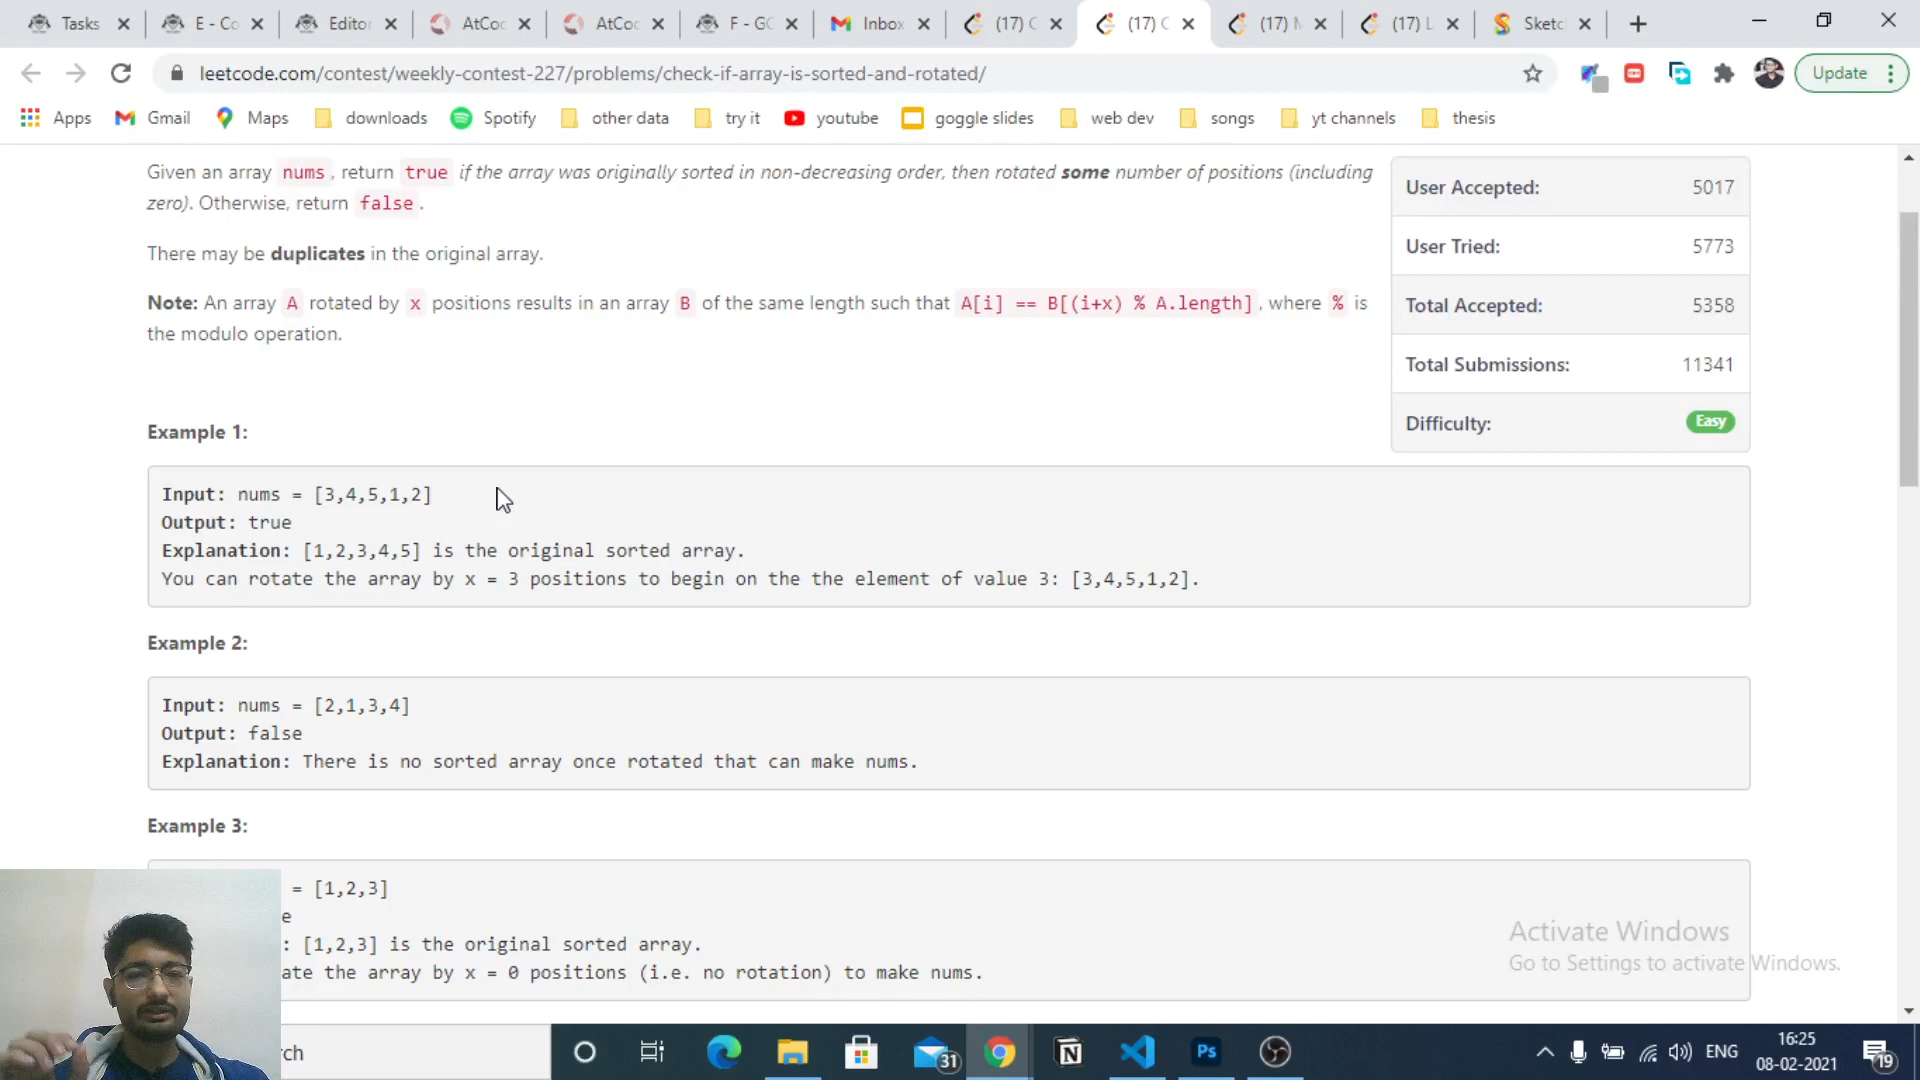 Tasks
E - Co
Editor
AtCoc
AtCoc
F - GC
Inbox
(17) C
(17) C
(17) M
(17) L
Sketc
leetcode.com/contest/weekly-contest-227/problems/check-if-array-is-sorted-and-rotated/
Update
Apps
Gmail
Maps
downloads
Spotify
other data
try it
youtube
goggle slides
web dev
songs
yt channels
thesis
Given an array nums, return true if the array was originally sorted in non-decreasing order, then rotated some number of positions (including
zero). Otherwise, return false.
There may be duplicates in the original array.
Note: An array A rotated by x positions results in an array B of the same length such that A[i] == B[(i+x) % A.length], where % is
the modulo operation.
User Accepted: 5017
User Tried: 5773
Total Accepted: 5358
Total Submissions: 11341
Difficulty: Easy
Example 1:
Input: nums = [3,4,5,1,2]
Output: true
Explanation: [1,2,3,4,5] is the original sorted array.
You can rotate the array by x = 3 positions to begin on the the element of value 3: [3,4,5,1,2].
Example 2:
Input: nums = [2,1,3,4]
Output: false
Explanation: There is no sorted array once rotated that can make nums.
Example 3:
= [1,2,3]
e
: [1,2,3] is the original sorted array.
ate the array by x = 0 positions (i.e. no rotation) to make nums.
Activate Windows
Go to Settings to activate Windows.
rch
31
Ps
ENG
16:25
08-02-2021
19